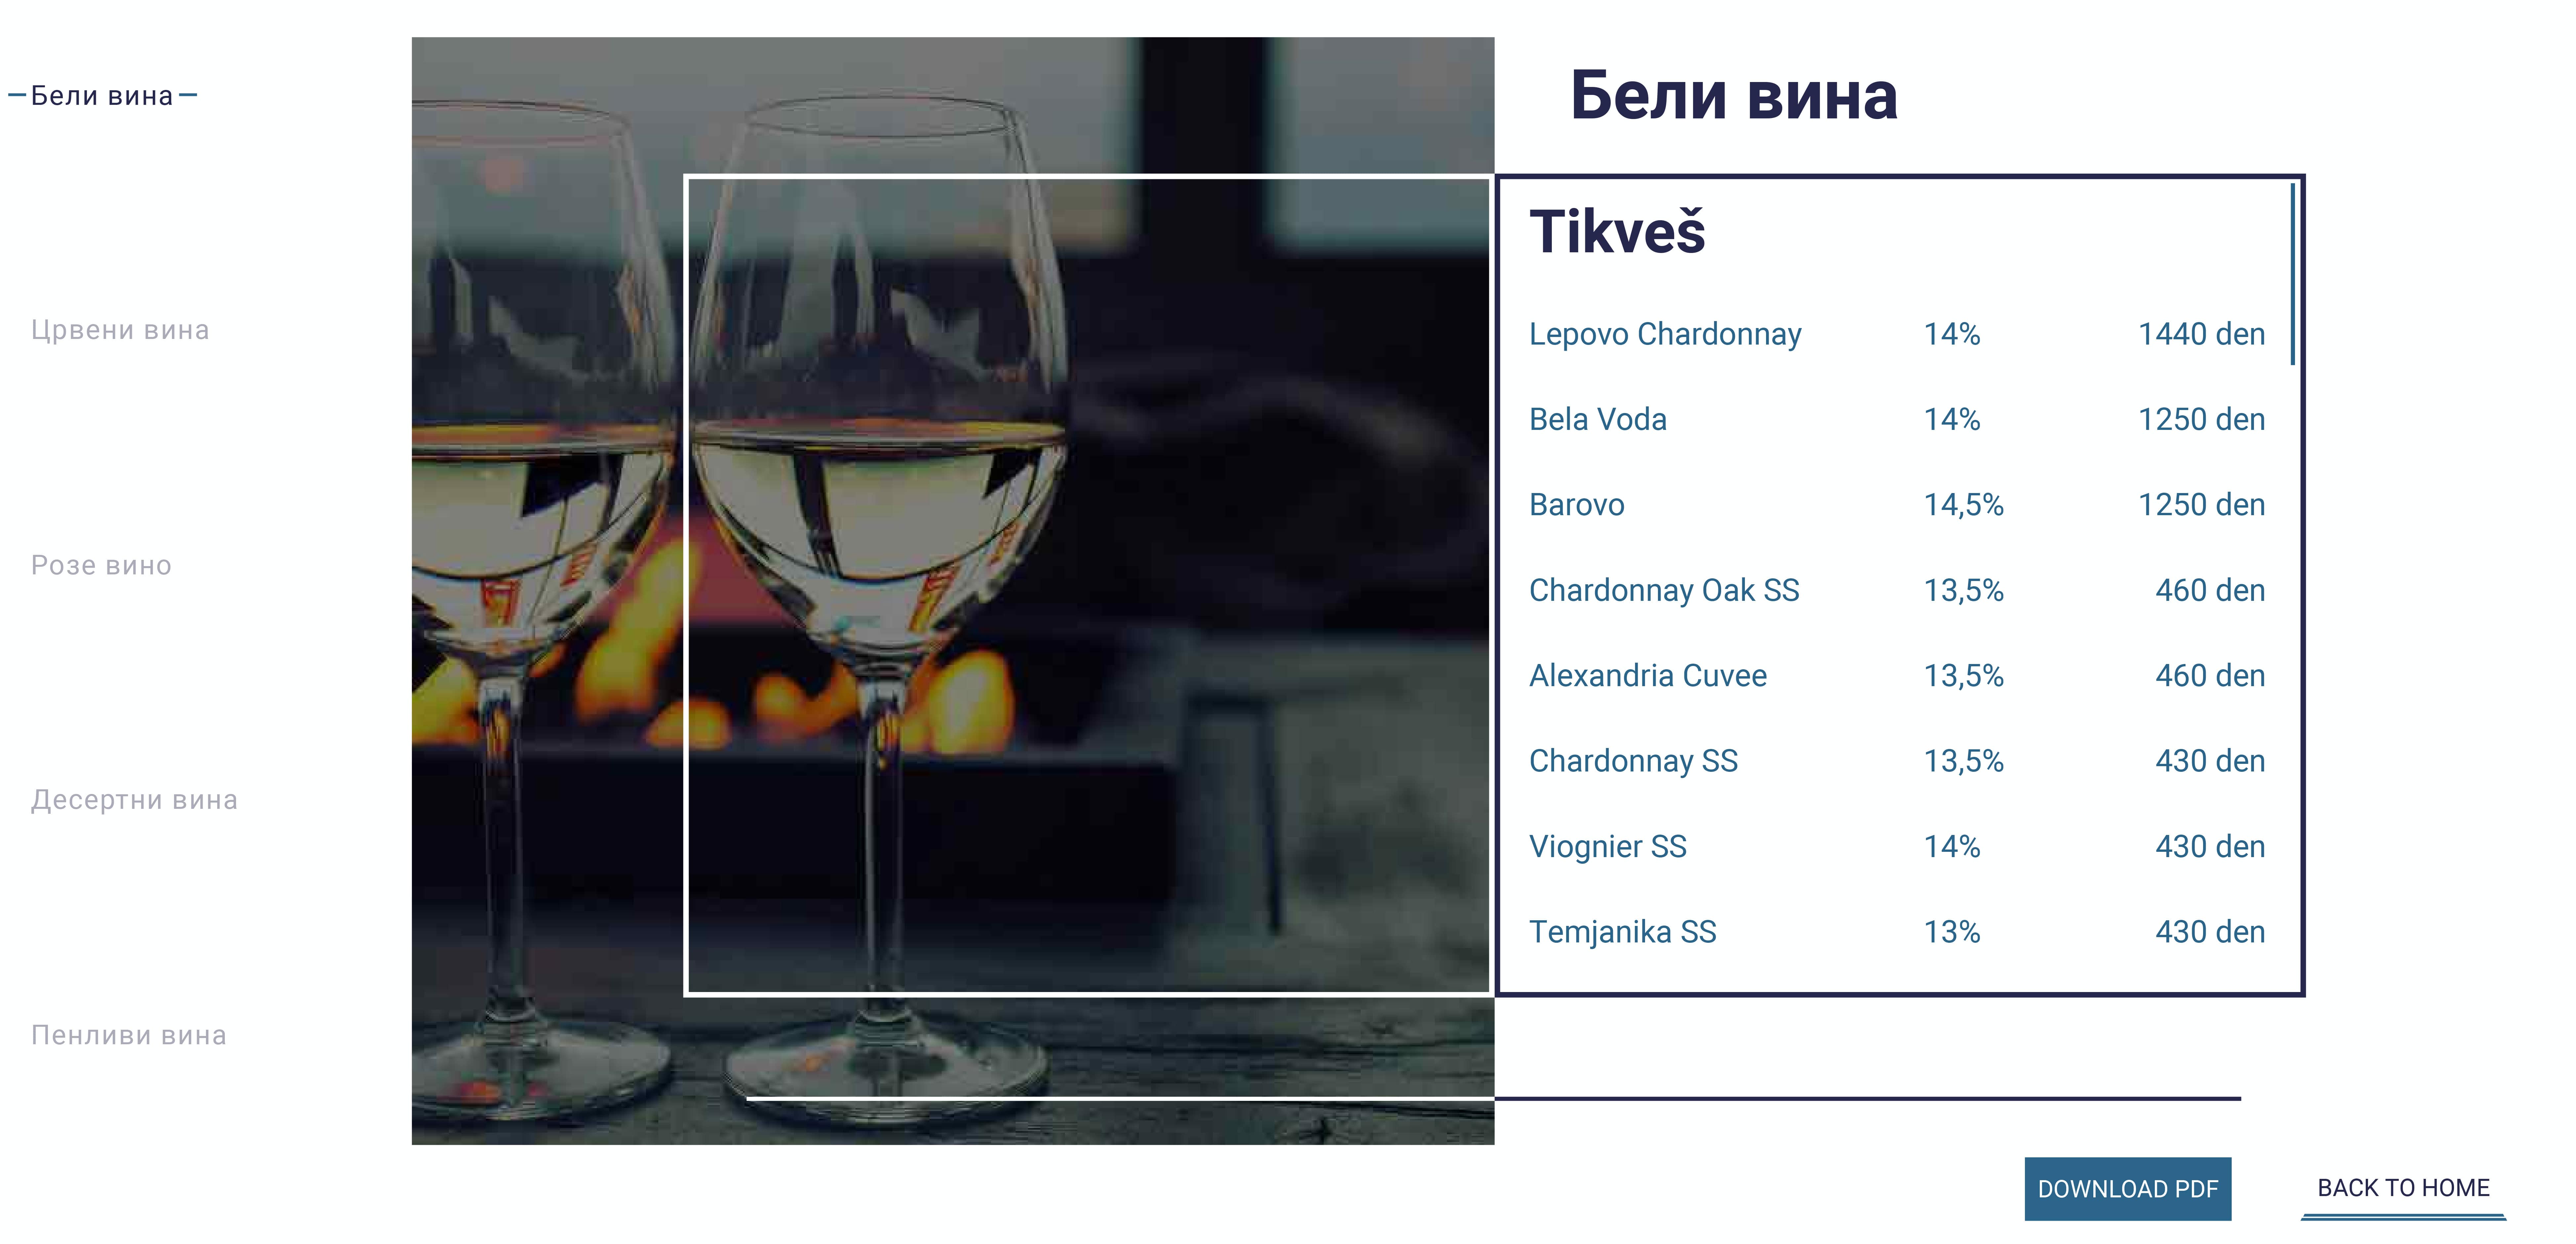 Бели вина
Црвени вина
Розе вино
Десертни вина
Пенливи вина
Бели вина
Tikveš
Lepovo Chardonnay 14% 1440 den
Bela Voda 14% 1250 den
Barovo 14,5% 1250 den
Chardonnay Oak SS 13,5% 460 den
Alexandria Cuvee 13,5% 460 den
Chardonnay SS 13,5% 430 den
Viognier SS 14% 430 den
Temjanika SS 13% 430 den
DOWNLOAD PDF
BACK TO HOME